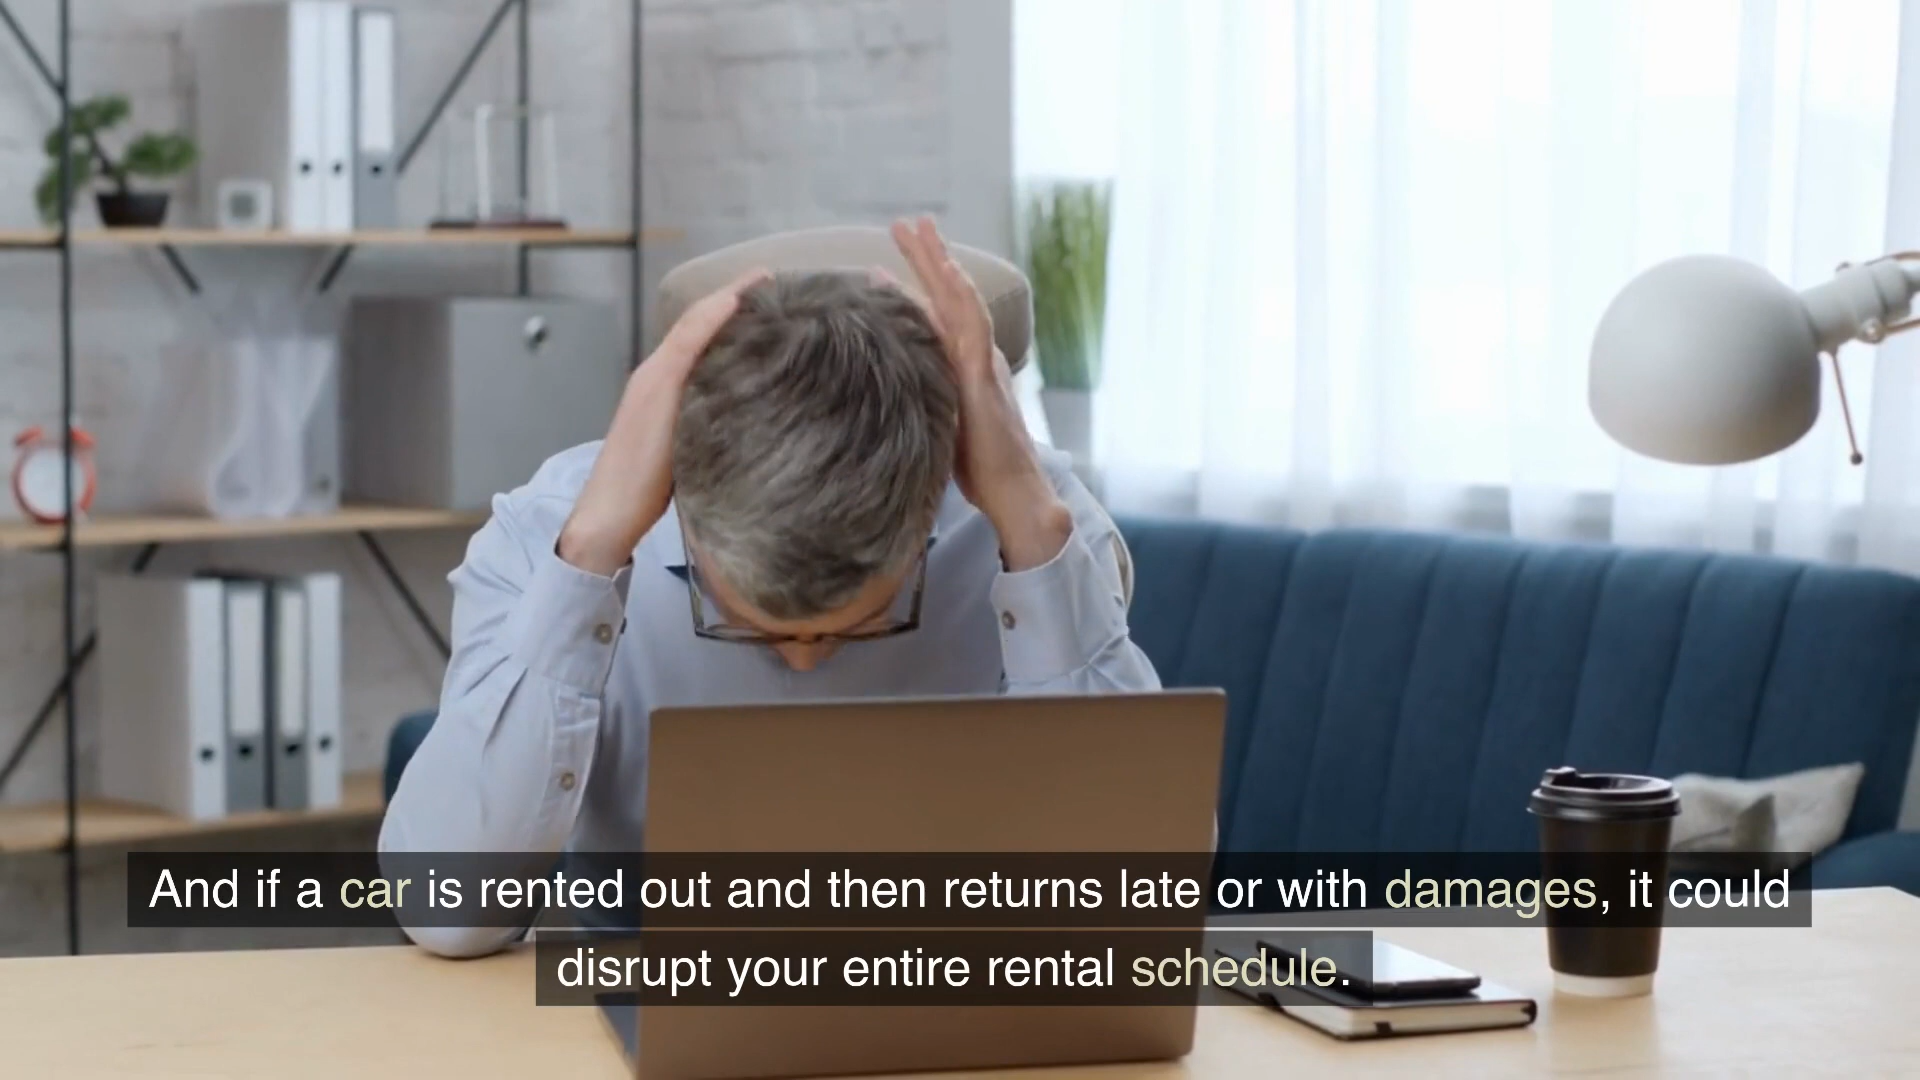 And if a car is rented out and then returns late or with damages, it could
disrupt your entire rental schedule.